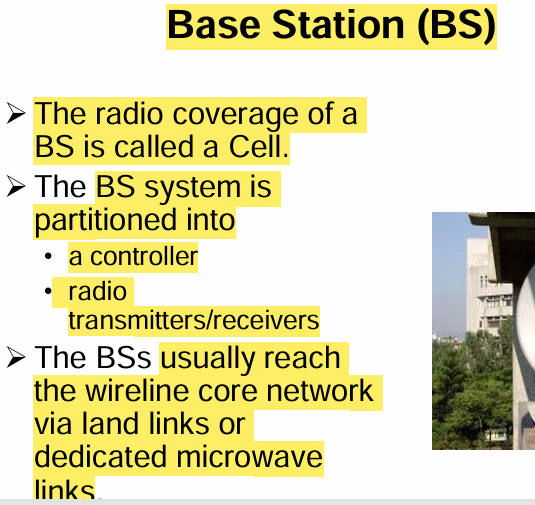 Base Station (BS)
➢ The radio coverage of a
BS is called a Cell.
➢ The BS system is
partitioned into
• a controller
• radio
transmitters/receivers
➢ The BSs usually reach
the wireline core network
via land links or
dedicated microwave
links.